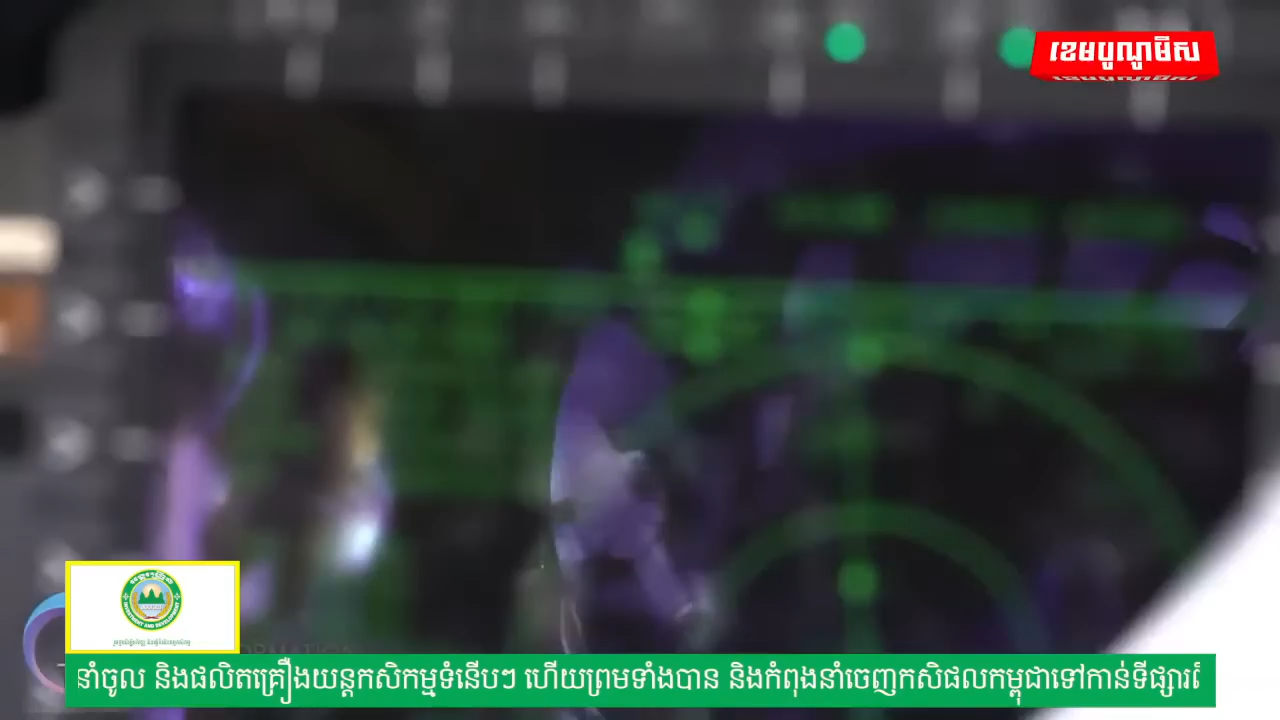 ខេមបូណូមីស
INVESTMENT AND DEVELOPMENT
នាំចូល និងផលិតគ្រឿងយន្តកសិកម្មទំនើបៗ ហើយព្រមទាំងបាន និងកំពុងនាំចេញកសិផលកម្ពុជាទៅកាន់ទីផ្សារ